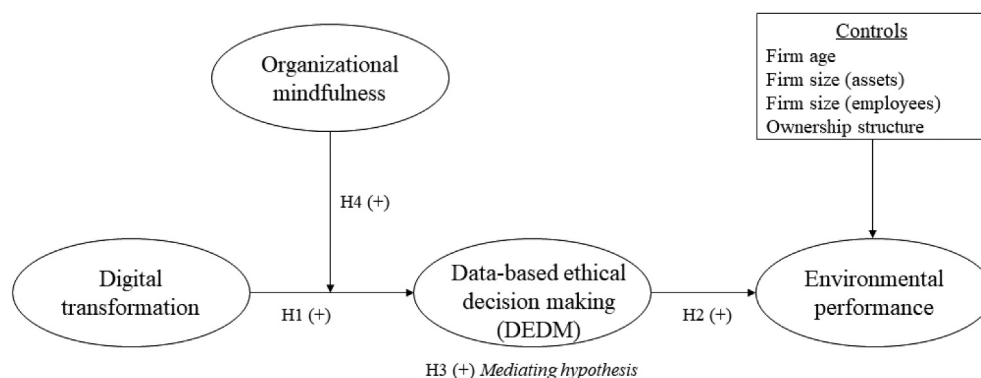 Organizational
mindfulness
Controls
Firm age
Firm size (assets)
Firm size (employees)
Ownership structure
H4 (+)
Digital
transformation
H1 (+)
Data-based ethical
decision making
(DEDM)
H2 (+)
Environmental
performance
H3 (+) Mediating hypothesis